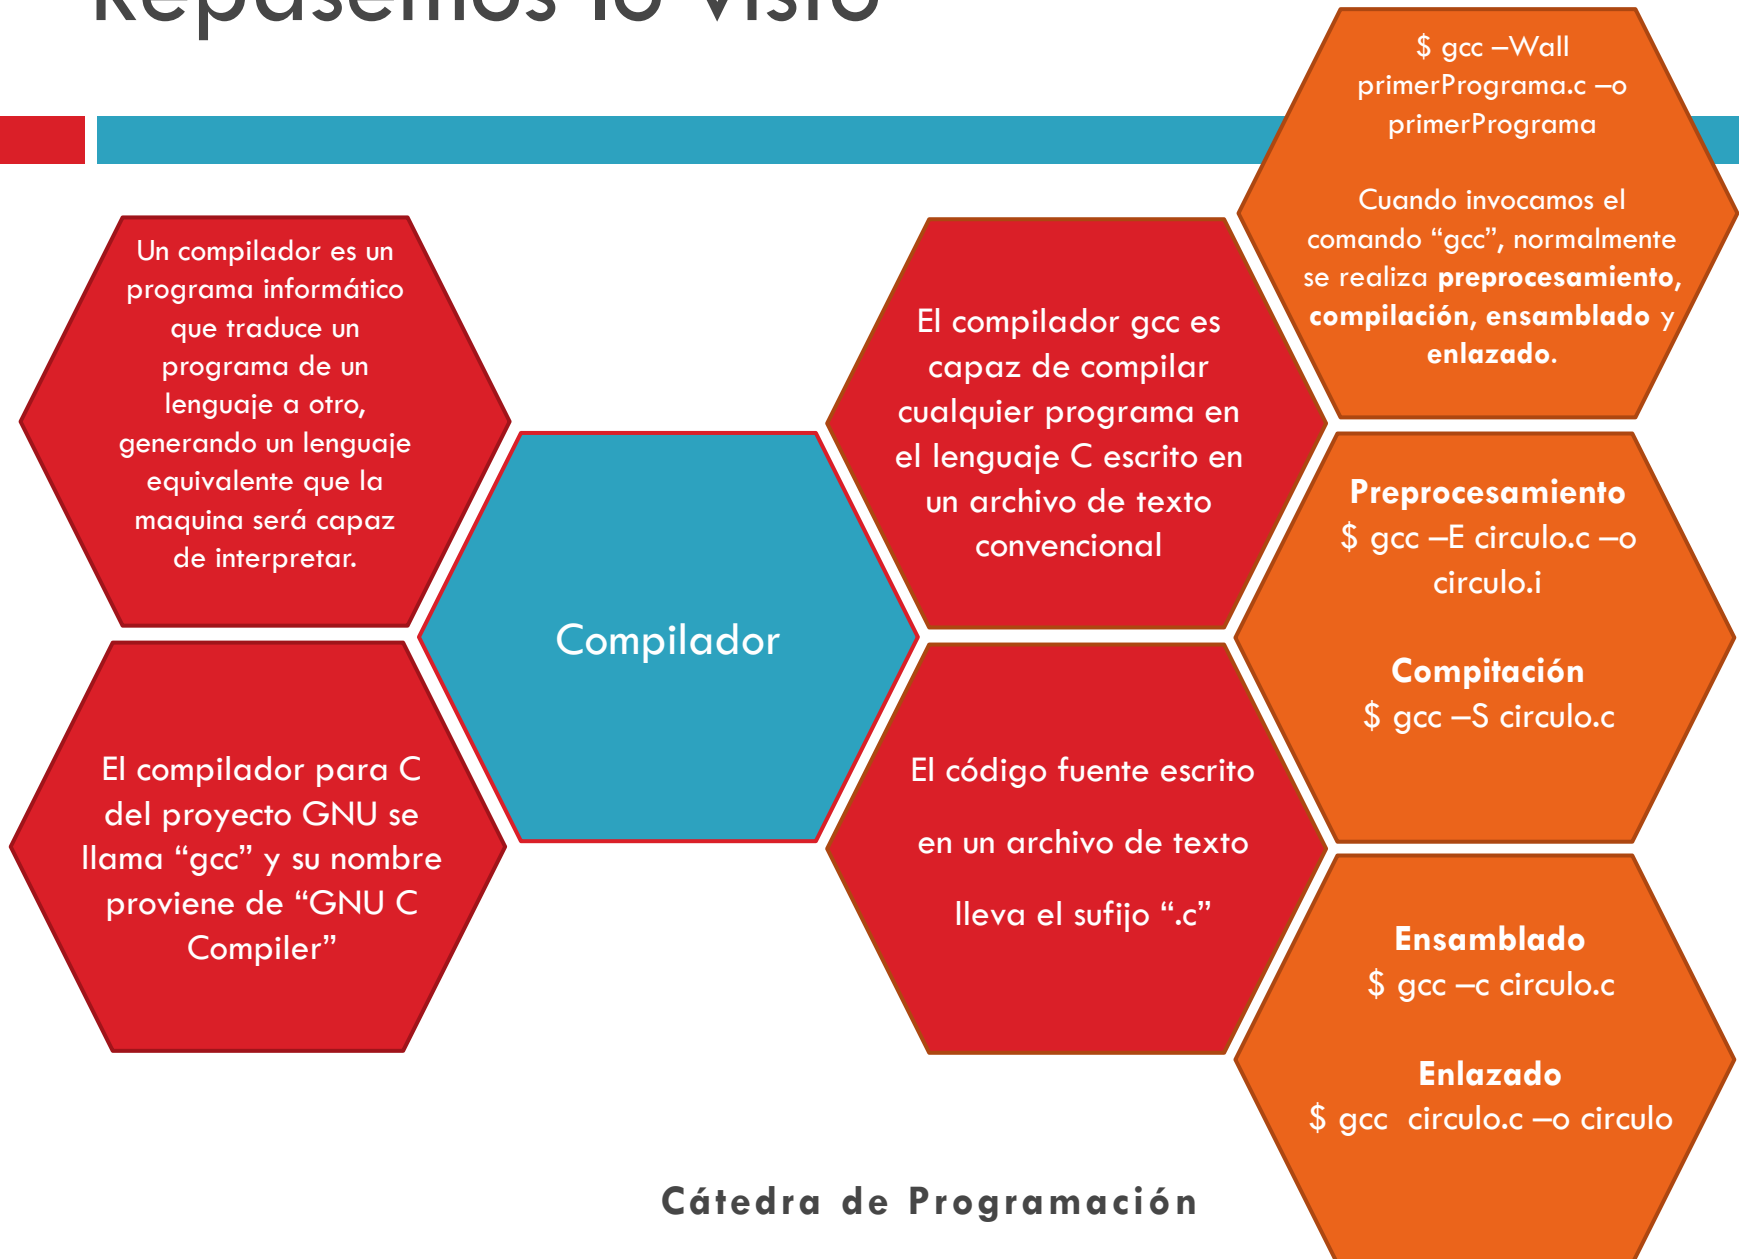 Repasemos lo visto
$ gcc –Wall
primerPrograma.c –o
primerPrograma
Cuando invocamos el
comando “gcc”, normalmente
se realiza preprocesamiento,
compilación, ensamblado y
enlazado.
Un compilador es un
programa informático
que traduce un
programa de un
lenguaje a otro,
generando un lenguaje
equivalente que la
maquina será capaz
de interpretar.
El compilador gcc es
capaz de compilar
cualquier programa en
el lenguaje C escrito en
un archivo de texto
convencional
Preprocesamiento
$ gcc –E circulo.c –o
circulo.i
Compitación
$ gcc –S circulo.c
Compilador
El compilador para C
del proyecto GNU se
llama “gcc” y su nombre
proviene de “GNU C
Compiler”
El código fuente escrito
en un archivo de texto
lleva el sufijo “.c”
Ensamblado
$ gcc –c circulo.c
Enlazado
$ gcc  circulo.c –o circulo
Cátedra de Programación